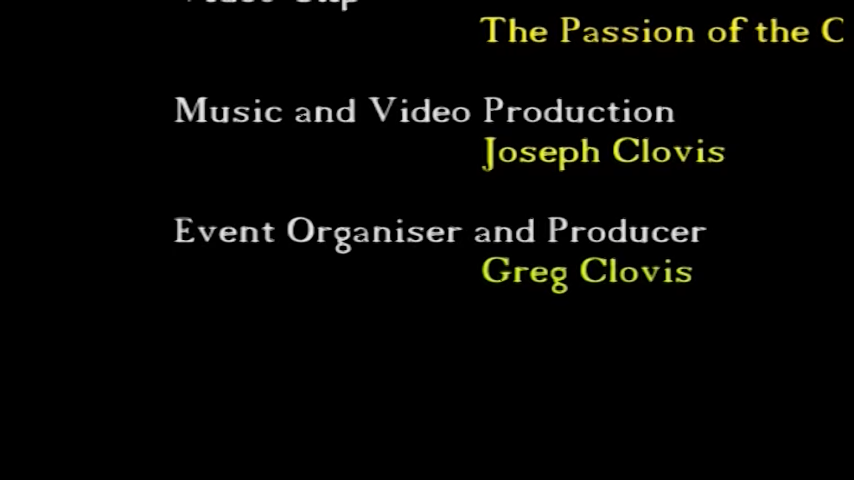 The Passion of the C
Music and Video Production
Joseph Clovis
Event Organiser and Producer
Greg Clovis